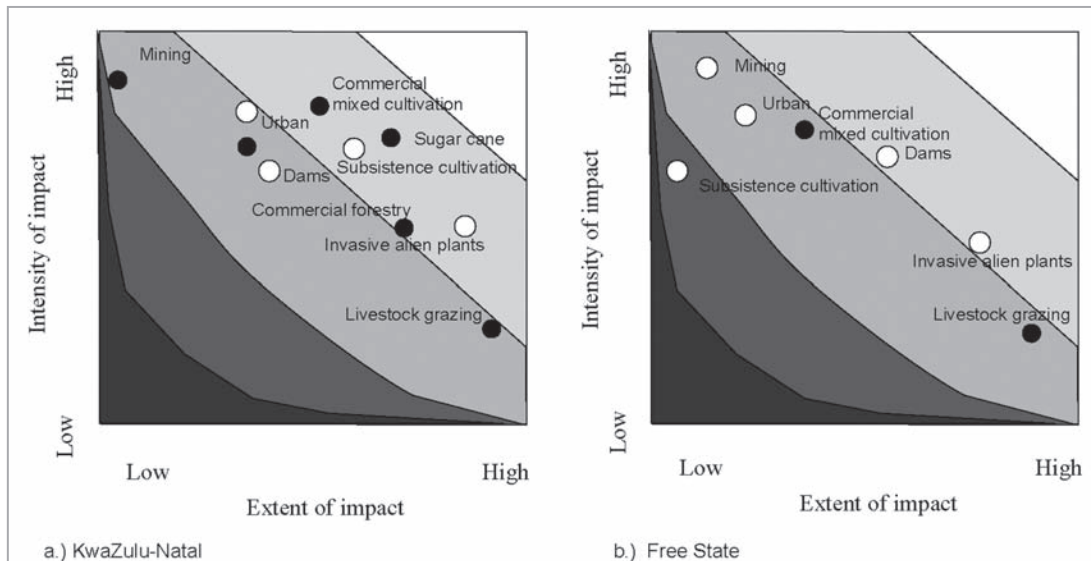 High
Intensity of impact
Low
Mining
Commercial
mixed cultivation
Urban
Sugar cane
Subsistence cultivation
Dams
Commercial forestry
Invasive alien plants
Livestock grazing
Low
High
Extent of impact
a.) KwaZulu-Natal
High
Intensity of impact
Low
Mining
Urban
Commercial
mixed cultivation
Dams
Subsistence cultivation
Invasive alien plants
Livestock grazing
Low
High
Extent of impact
b.) Free State